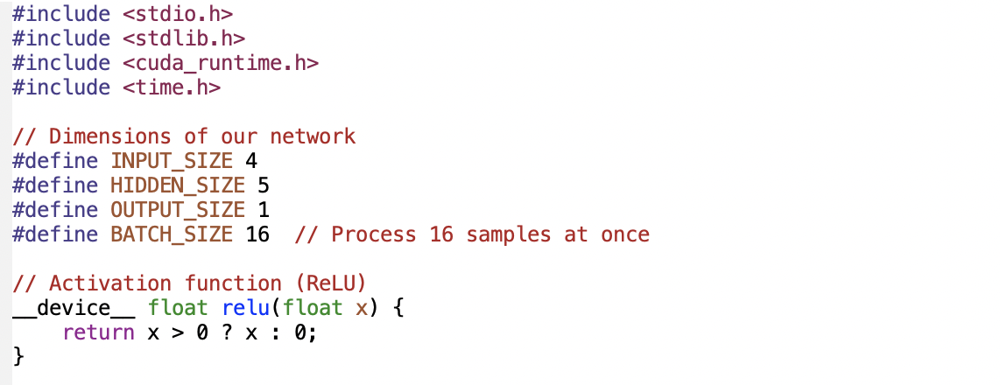 #include <stdio.h>
#include <stdlib.h>
#include <cuda_runtime.h>
#include <time.h>

// Dimensions of our network
#define INPUT_SIZE 4
#define HIDDEN_SIZE 5
#define OUTPUT_SIZE 1
#define BATCH_SIZE 16  // Process 16 samples at once

// Activation function (ReLU)
__device__ float relu(float x) {
    return x > 0 ? x : 0;
}